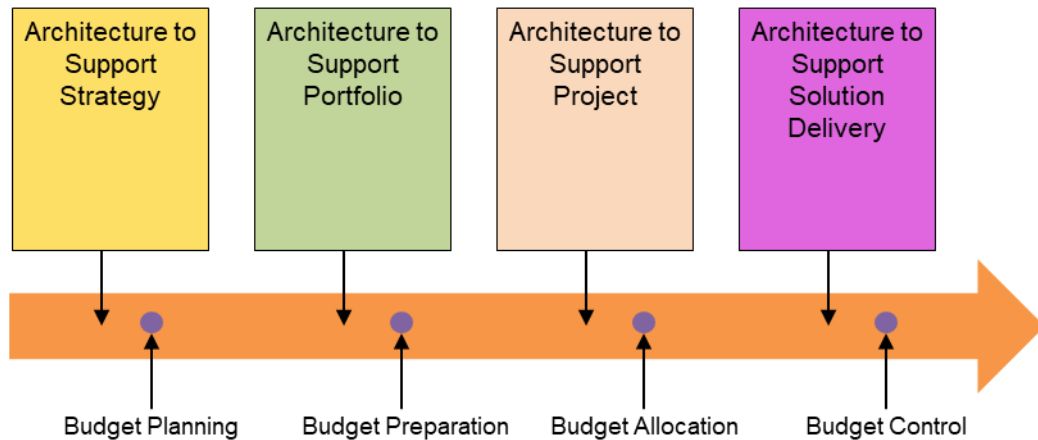 Architecture to
Support
Strategy
Architecture to
Support
Portfolio
Architecture to
Support
Project
Architecture to
Support
Solution
Delivery
Budget Planning
Budget Preparation
Budget Allocation
Budget Control